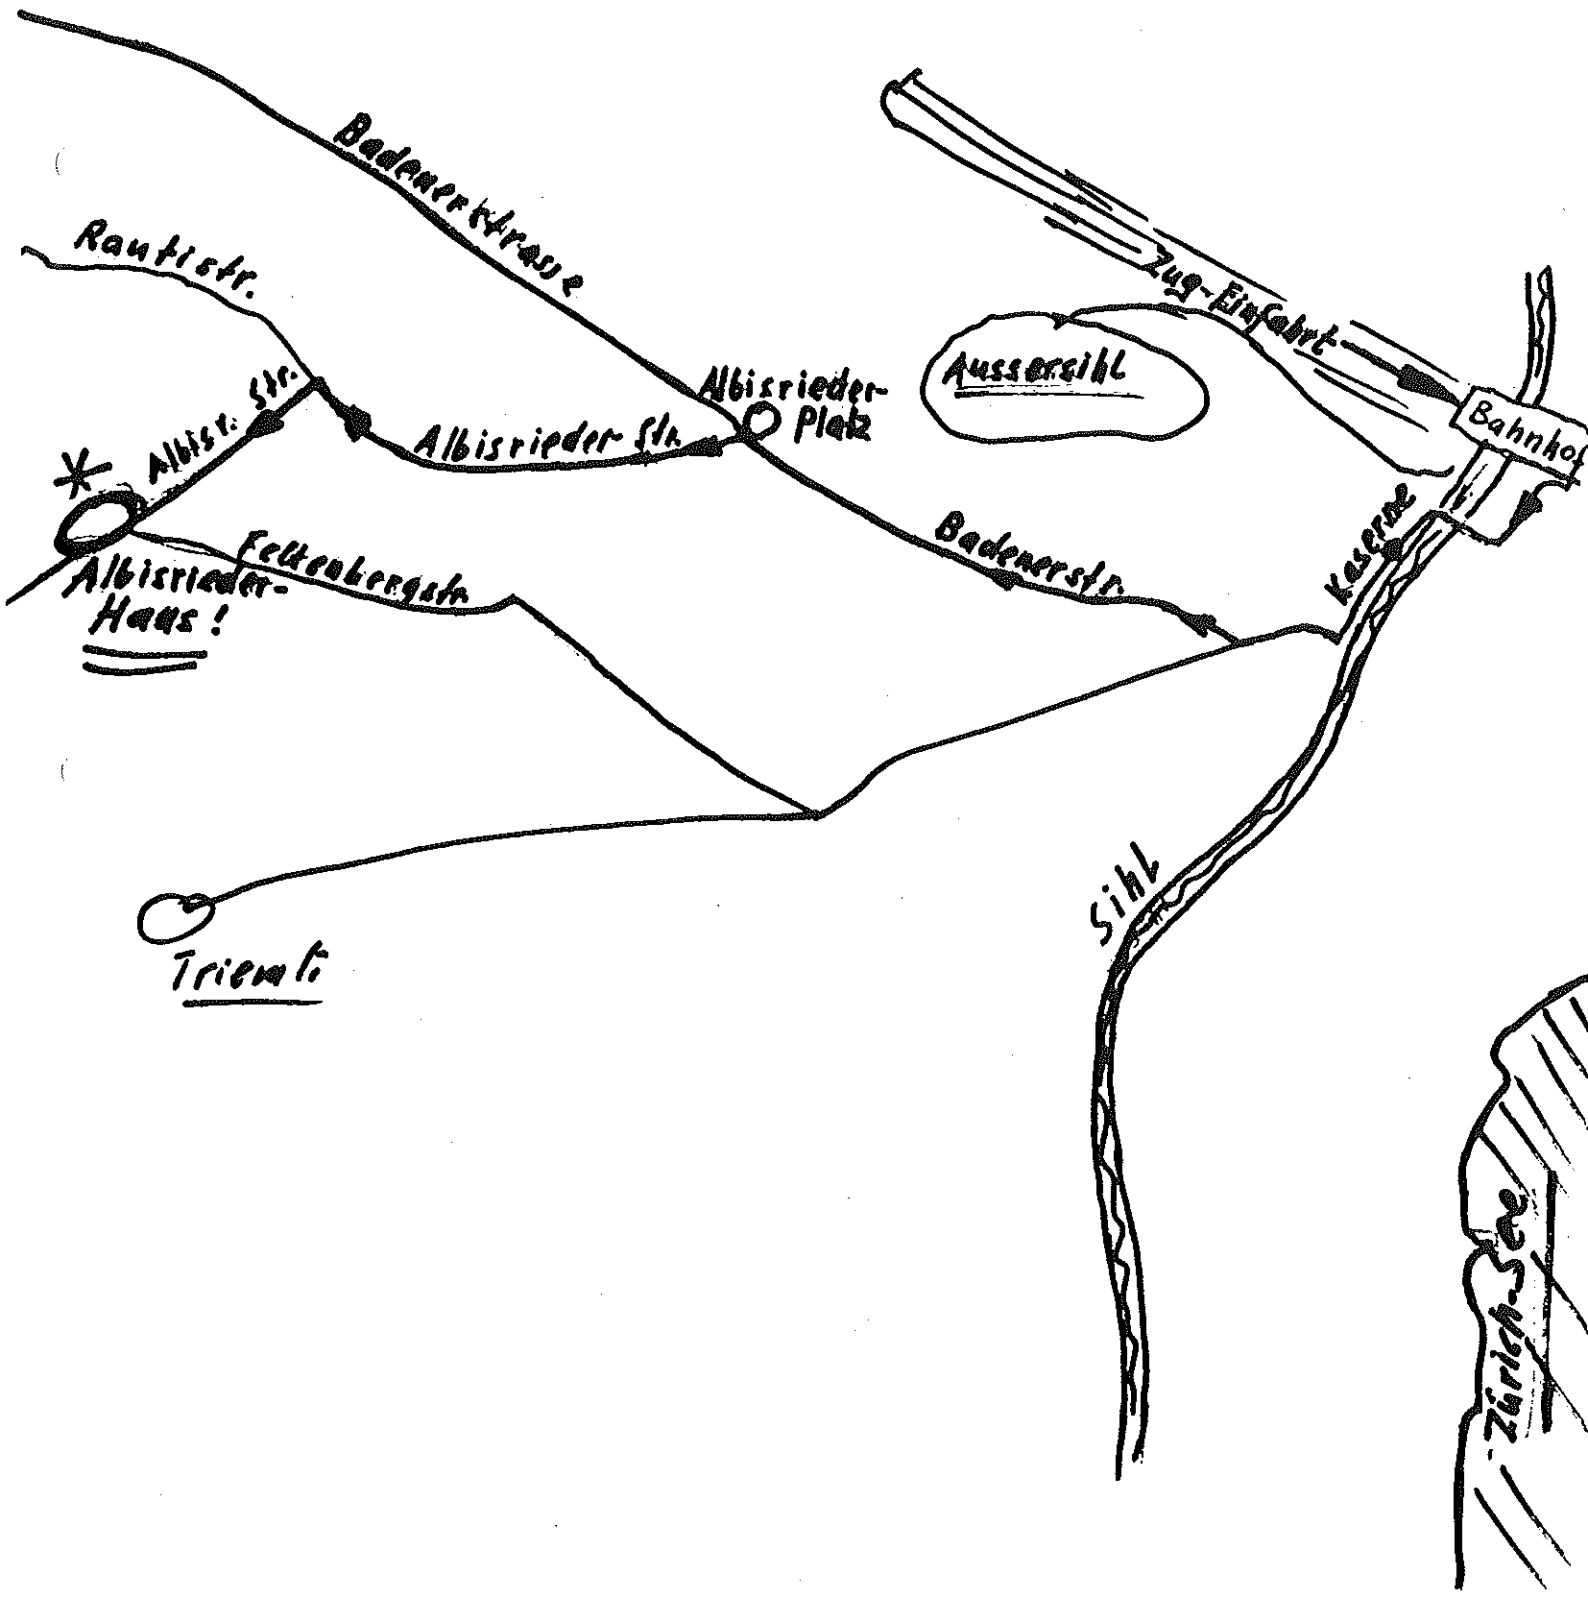 Badenerstrasse
Rautistr.
Zug-Einfahrt
Aussersihl
Albisrieder-
Platz
Bahnhof
Albisr. Str.
Albisrieder Str.
Kaserne
Badenerstr.
Feltenbergstr.
Albisrieder-
Haus!
Sihl
Triemli
Zürich-See